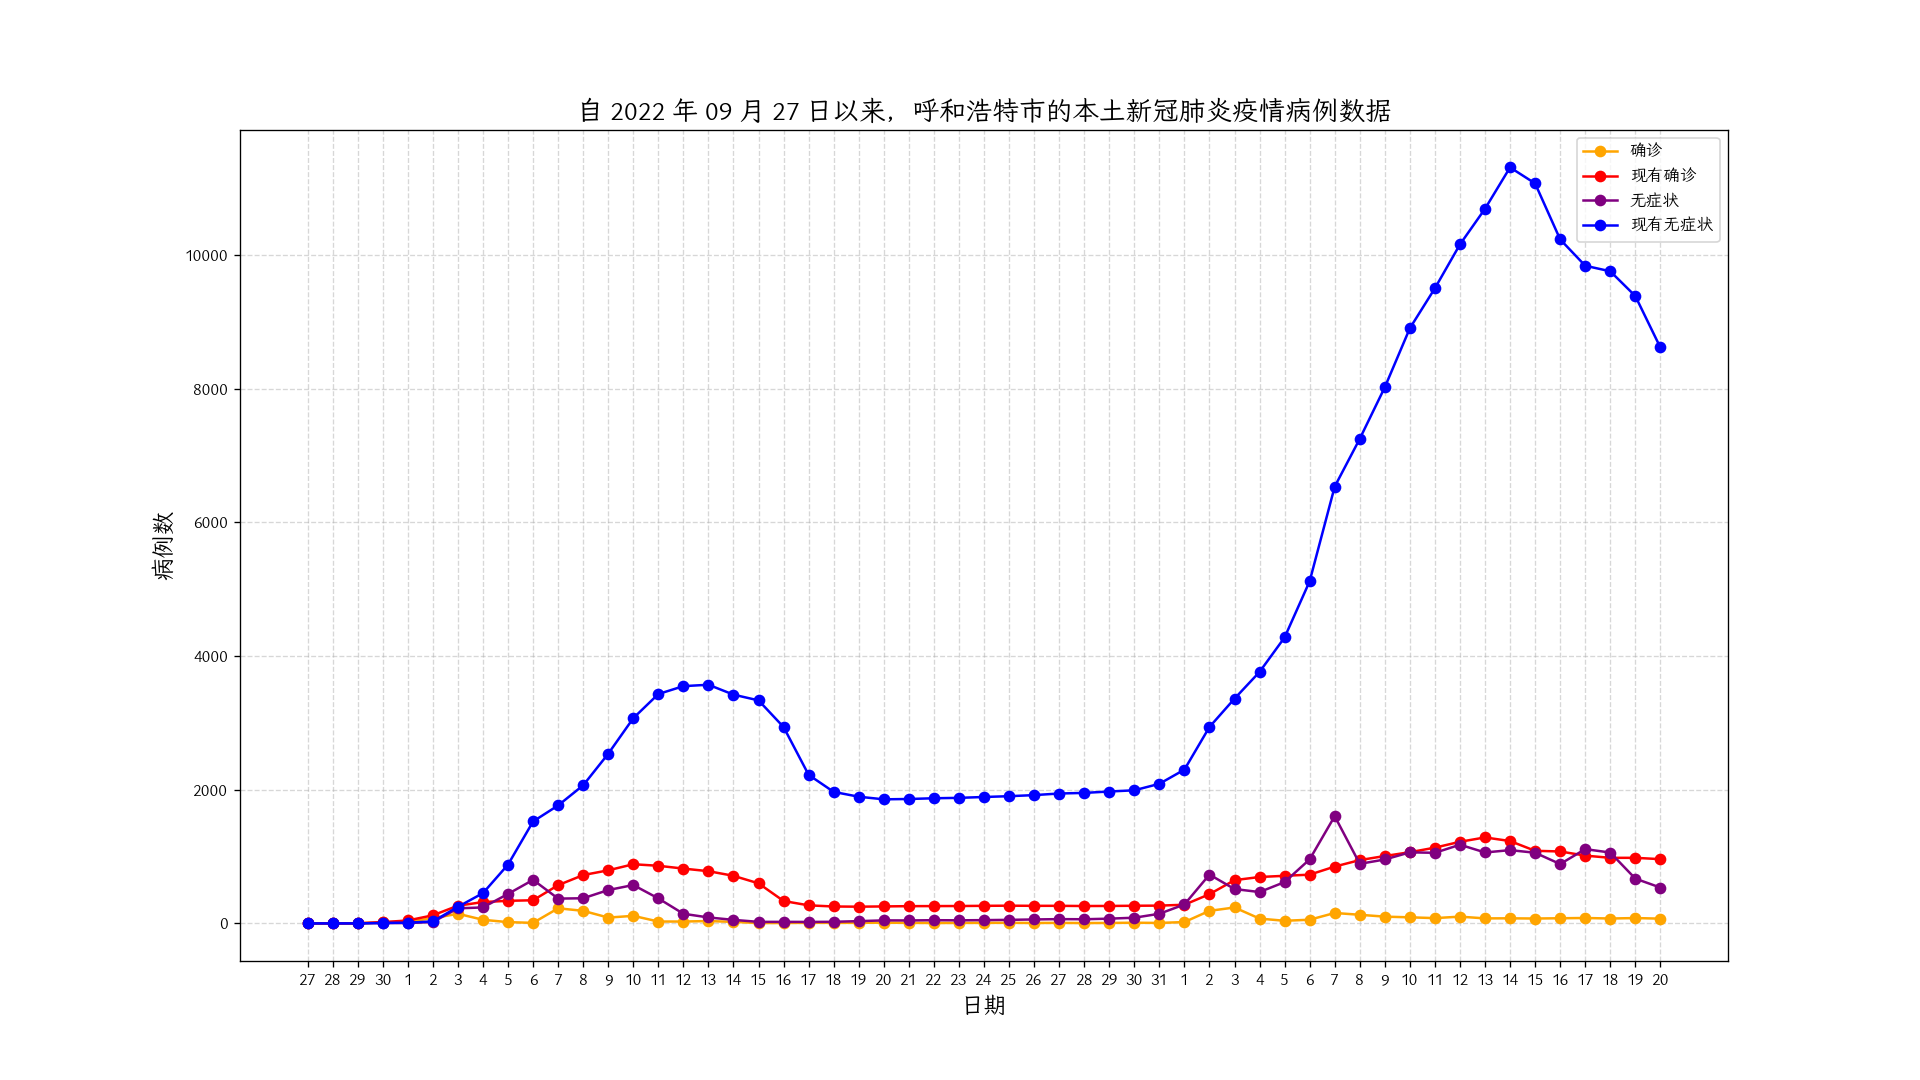 自 2022 年 09 月 27 日以来，呼和浩特市的本土新冠肺炎疫情病例数据
确诊
现有确诊
无症状
现有无症状
10000
8000
6000
4000
2000
0
病例数
27 28 29 30 1 2 3 4 5 6 7 8 9 10 11 12 13 14 15 16 17 18 19 20 21 22 23 24 25 26 27 28 29 30 31 1 2 3 4 5 6 7 8 9 10 11 12 13 14 15 16 17 18 19 20
日期